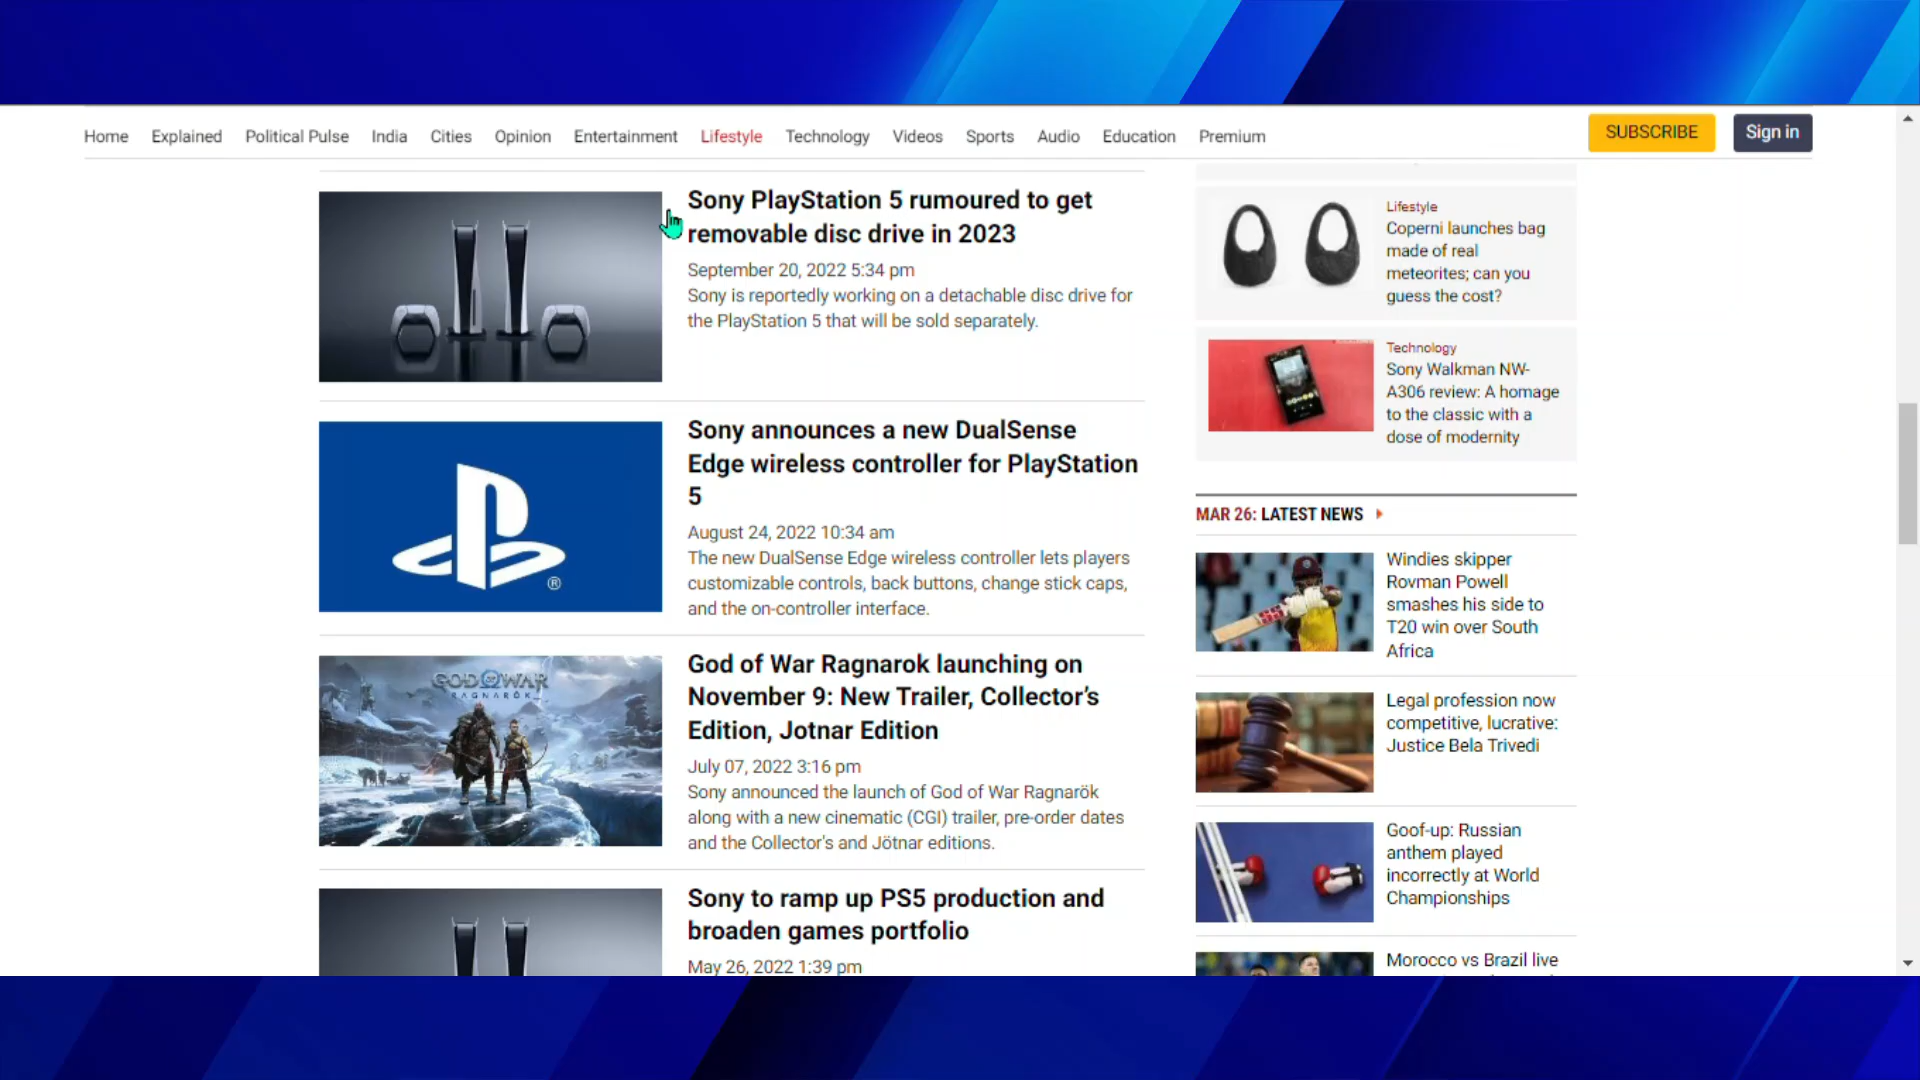 Home Explained Political Pulse India Cities Opinion Entertainment Lifestyle Technology Videos Sports Audio Education Premium
SUBSCRIBE
Sign in
Sony PlayStation 5 rumoured to get
removable disc drive in 2023
September 20, 2022 5:34 pm
Sony is reportedly working on a detachable disc drive for
the PlayStation 5 that will be sold separately.
Sony announces a new DualSense
Edge wireless controller for PlayStation
5
August 24, 2022 10:34 am
The new DualSense Edge wireless controller lets players
customizable controls, back buttons, change stick caps,
and the on-controller interface.
®
GOD OF WAR
RAGNARÖK
God of War Ragnarok launching on
November 9: New Trailer, Collector's
Edition, Jotnar Edition
July 07, 2022 3:16 pm
Sony announced the launch of God of War Ragnarök
along with a new cinematic (CGI) trailer, pre-order dates
and the Collector's and Jötnar editions.
Sony to ramp up PS5 production and
broaden games portfolio
May 26, 2022 1:39 pm
Lifestyle
Coperni launches bag
made of real
meteorites; can you
guess the cost?
Technology
Sony Walkman NW-
A306 review: A homage
to the classic with a
dose of modernity
MAR 26: LATEST NEWS
Windies skipper
Rovman Powell
smashes his side to
T20 win over South
Africa
Legal profession now
competitive, lucrative:
Justice Bela Trivedi
Goof-up: Russian
anthem played
incorrectly at World
Championships
Morocco vs Brazil live